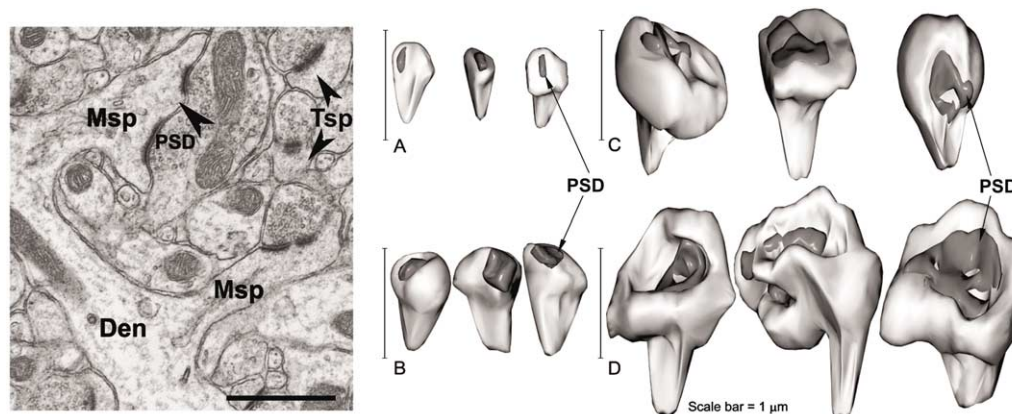 Msp
PSD
Tsp
Msp
Den
A
C
PSD
PSD
B
D
Scale bar = 1 μm